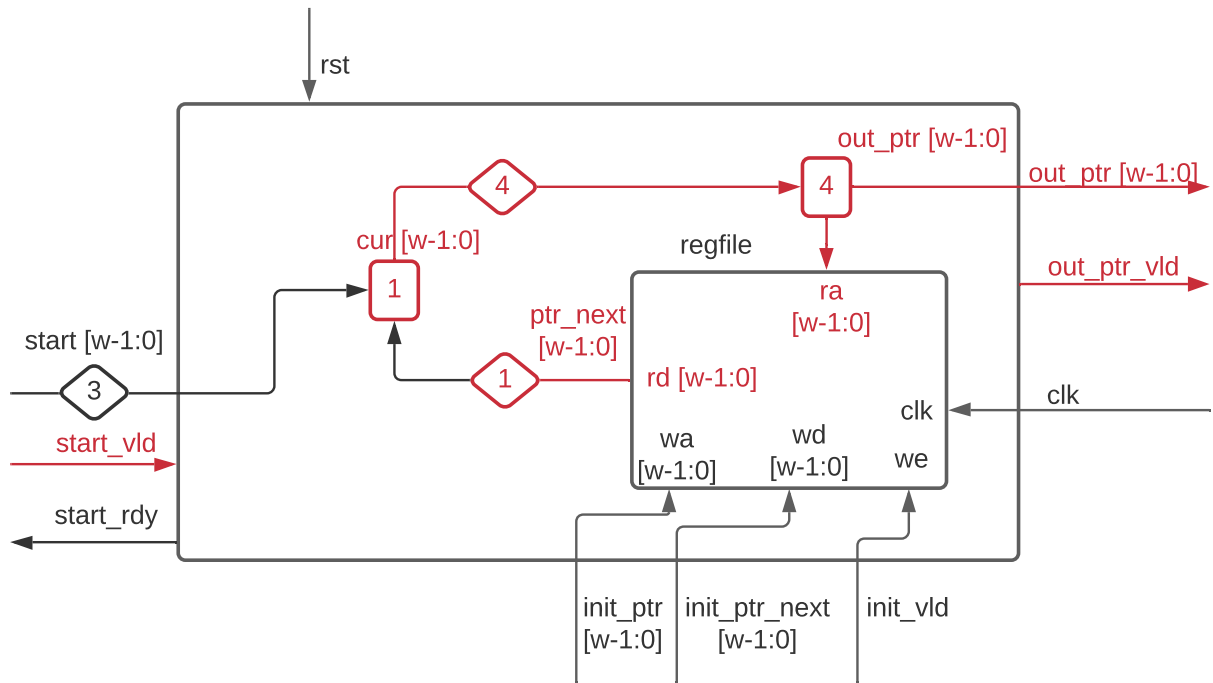 rst
out_ptr [w-1:0]
out_ptr [w-1:0]
4
4
cur [w-1:0]
regfile
out_ptr_vld
1
ra
[w-1:0]
ptr_next
[w-1:0]
start [w-1:0]
3
1
rd [w-1:0]
clk
clk
start_vld
wa
[w-1:0]
wd
[w-1:0]
we
start_rdy
init_ptr
[w-1:0]
init_ptr_next
[w-1:0]
init_vld